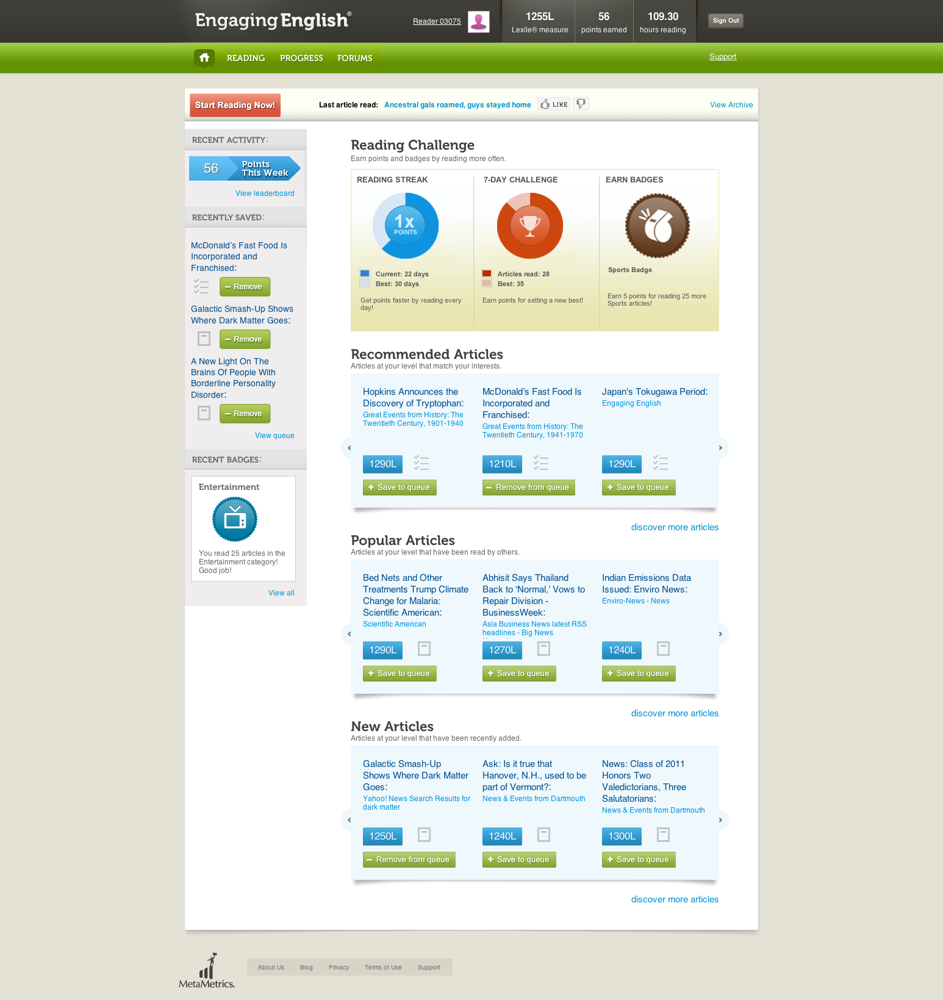 Engaging English®
Reader 03075
1255L
Lexile® measure
56
points earned
109.30
hours reading
Sign Out
READING
PROGRESS
FORUMS
Support
Start Reading Now!
Last article read: Ancestral gals roamed, guys stayed home
LIKE
View Archive
RECENT ACTIVITY:
56
Points
This Week
View leaderboard
RECENTLY SAVED:
McDonald's Fast Food Is
Incorporated and
Franchised:
Remove
Galactic Smash-Up Shows
Where Dark Matter Goes:
Remove
A New Light On The
Brains Of People With
Borderline Personality
Disorder:
Remove
View queue
RECENT BADGES:
Entertainment
You read 25 articles in the
Entertainment category!
Good job!
View all
Reading Challenge
Earn points and badges by reading more often.
READING STREAK
1x
POINTS
Current: 22 days
Best: 30 days
Get points faster by reading every
day!
7-DAY CHALLENGE
Articles read: 28
Best: 35
Earn points for setting a new best!
EARN BADGES
Sports Badge
Earn 5 points for reading 25 more
Sports articles!
Recommended Articles
Articles at your level that match your interests.
Hopkins Announces the
Discovery of Tryptophan:
Great Events from History: The
Twentieth Century, 1901-1940
1290L
Save to queue
McDonald's Fast Food Is
Incorporated and
Franchised:
Great Events from History: The
Twentieth Century, 1941-1970
1210L
Remove from queue
Japan's Tokugawa Period:
Engaging English
1290L
Save to queue
discover more articles
Popular Articles
Articles at your level that have been read by others.
Bed Nets and Other
Treatments Trump Climate
Change for Malaria:
Scientific American:
Scientific American
1290L
Save to queue
Abhisit Says Thailand
Back to ‘Normal,’ Vows to
Repair Division -
BusinessWeek:
Asia Business News latest RSS
headlines - Big News
1270L
Save to queue
Indian Emissions Data
Issued: Enviro News:
Enviro-News - News
1240L
Save to queue
discover more articles
New Articles
Articles at your level that have been recently added.
Galactic Smash-Up
Shows Where Dark Matter
Goes:
Yahoo! News Search Results for
dark matter
1250L
Remove from queue
Ask: Is it true that
Hanover, N.H., used to be
part of Vermont?:
News & Events from Dartmouth
1240L
Save to queue
News: Class of 2011
Honors Two
Valedictorians, Three
Salutatorians:
News & Events from Dartmouth
1300L
Save to queue
discover more articles
MetaMetrics.
About Us
Blog
Privacy
Terms of Use
Support